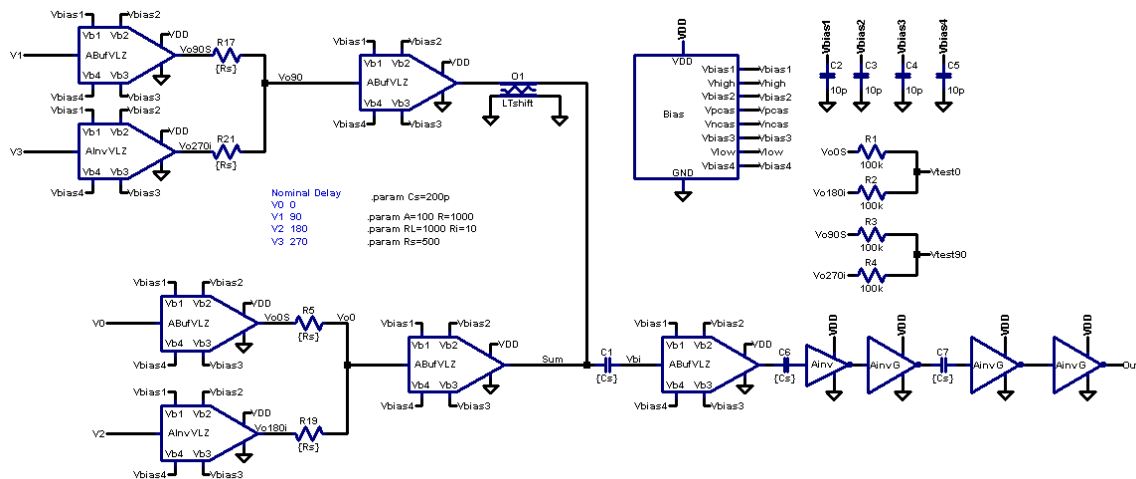 Vbias1 Vbias2
Vb1 Vb2
VDD
V1
ABufVLZ
Vo90S
R17
{Rs}
Vb4 Vb3
Vbias4 Vbias3
Vbias1 Vbias2
Vb1 Vb2
VDD
V3
AInvVLZ
Vo270i
R21
{Rs}
Vb4 Vb3
Vbias4 Vbias3
Vo90
Vbias1 Vbias2
Vb1 Vb2
VDD
ABufVLZ
Vb4 Vb3
Vbias4 Vbias3
O1
LTshift
VDD
VDD
Bias
GND
Vbias1 Vbias1
Vhigh Vhigh
Vbias2 Vbias2
Vpcas Vpcas
Vncas Vncas
Vbias3 Vbias3
Vlow Vlow
Vbias4 Vbias4
Vbias1 Vbias2 Vbias3 Vbias4
C2 C3 C4 C5
10p 10p 10p 10p
Vo0S
R1
100k
Vtest0
Vo180i
R2
100k
Vo90S
R3
100k
Vtest90
Vo270i
R4
100k
Nominal Delay
V0 0
V1 90
V2 180
V3 270
.param Cs=200p
.param A=100 R=1000
.param RL=1000 Ri=10
.param Rs=500
Vbias1 Vbias2
Vb1 Vb2
VDD
V0
ABufVLZ
Vo0S
R5
{Rs}
Vo0
Vb4 Vb3
Vbias4 Vbias3
Vbias1 Vbias2
Vb1 Vb2
VDD
V2
AInvVLZ
Vo180i
R19
{Rs}
Vb4 Vb3
Vbias4 Vbias3
Vbias1 Vbias2
Vb1 Vb2
VDD
ABufVLZ
Vb4 Vb3
Vbias4 Vbias3
Sum
C1
{Cs}
Vbi
Vbias1 Vbias2
Vb1 Vb2
VDD
ABufVLZ
Vb4 Vb3
Vbias4 Vbias3
C6
{Cs}
VDD
Ainv
VDD
AinvG
C7
{Cs}
VDD
AinvG
VDD
AinvG